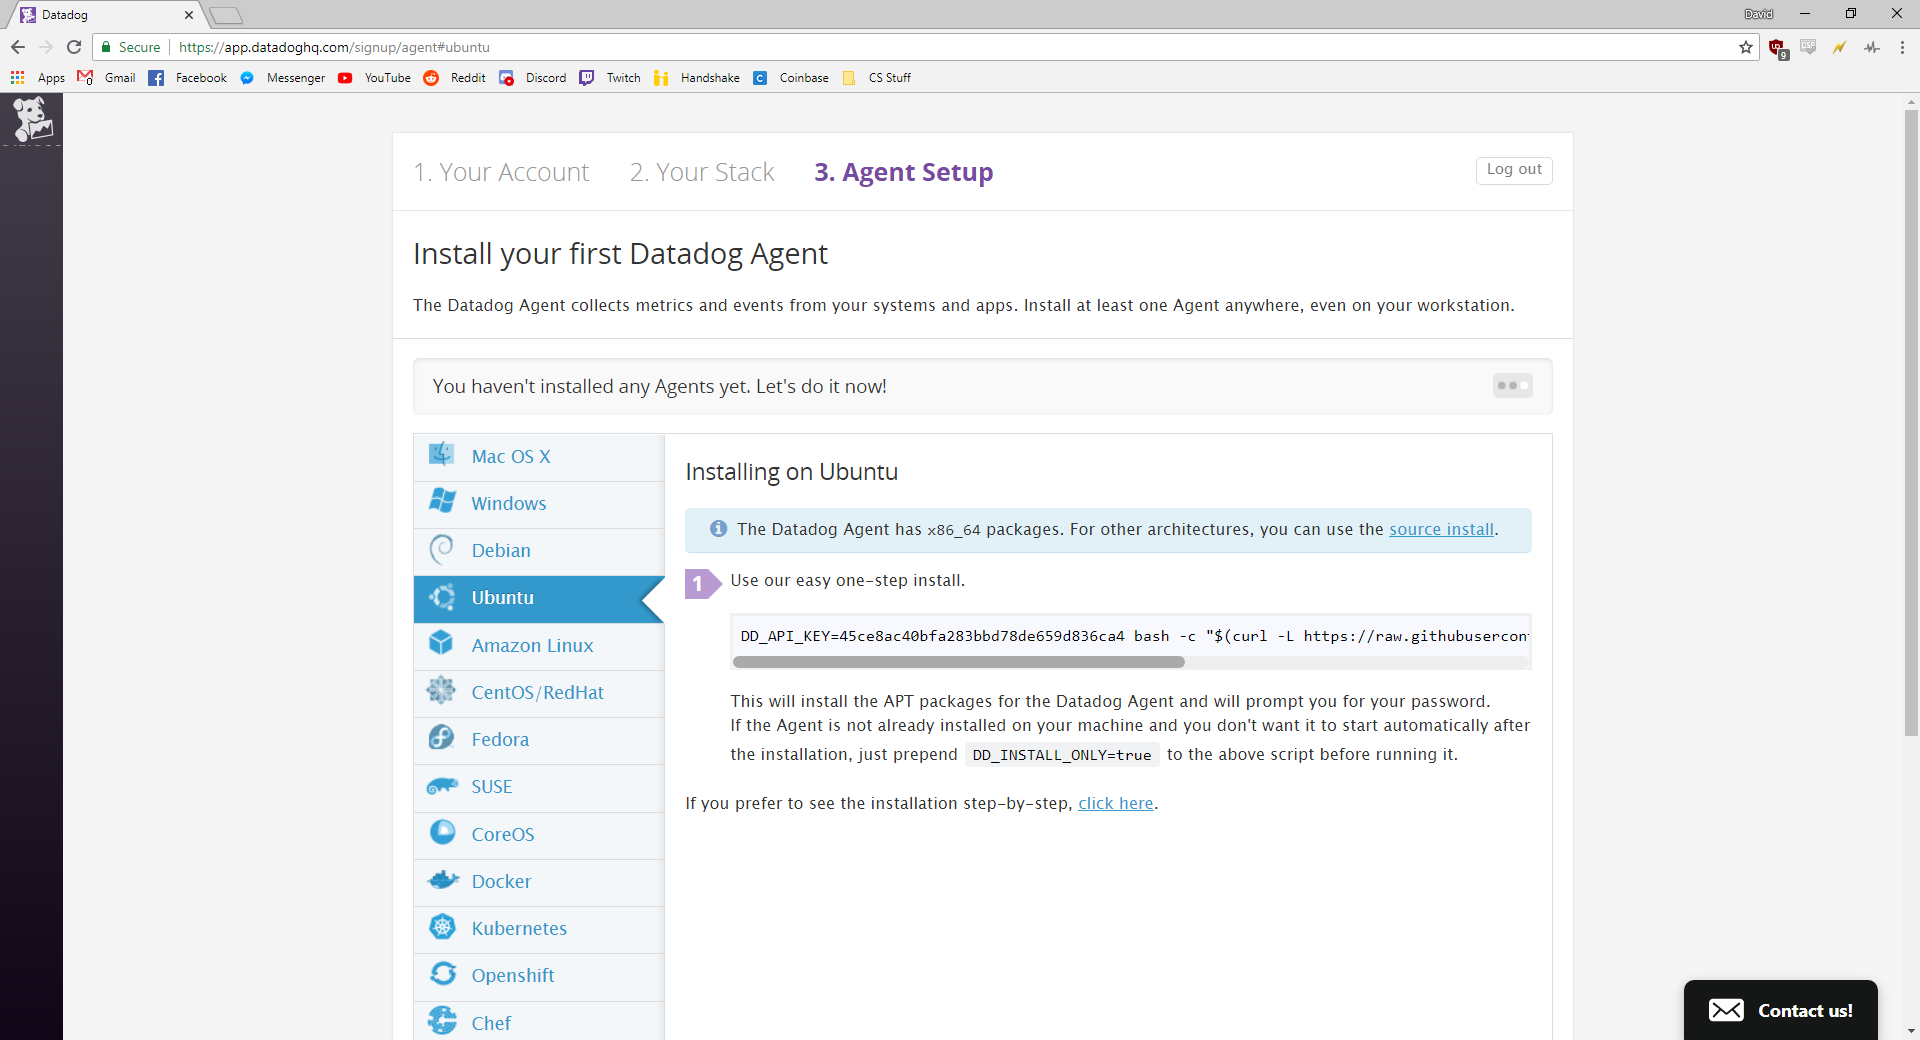 Datadog
David
Secure
https://app.datadoghq.com/signup/agent#ubuntu
9
Apps
Gmail
Facebook
Messenger
YouTube
Reddit
Discord
Twitch
Handshake
Coinbase
CS Stuff
1. Your Account
2. Your Stack
3. Agent Setup
Log out
Install your first Datadog Agent
The Datadog Agent collects metrics and events from your systems and apps. Install at least one Agent anywhere, even on your workstation.
You haven't installed any Agents yet. Let's do it now!
Mac OS X
Windows
Debian
Ubuntu
Amazon Linux
CentOS/RedHat
Fedora
SUSE
CoreOS
Docker
Kubernetes
Openshift
Chef
Installing on Ubuntu
The Datadog Agent has x86_64 packages. For other architectures, you can use the source install.
1 Use our easy one-step install.
DD_API_KEY=45ce8ac40bfa283bbd78de659d836ca4 bash -c "$(curl -L https://raw.githubusercon
This will install the APT packages for the Datadog Agent and will prompt you for your password.
If the Agent is not already installed on your machine and you don't want it to start automatically after
the installation, just prepend DD_INSTALL_ONLY=true to the above script before running it.
If you prefer to see the installation step-by-step, click here.
Contact us!